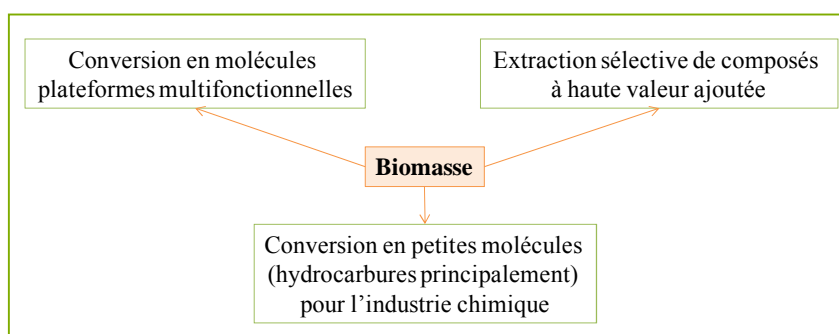 Conversion en molécules
plateformes multifonctionnelles
Extraction sélective de composés
à haute valeur ajoutée
Biomasse
Conversion en petites molécules
(hydrocarbures principalement)
pour l'industrie chimique